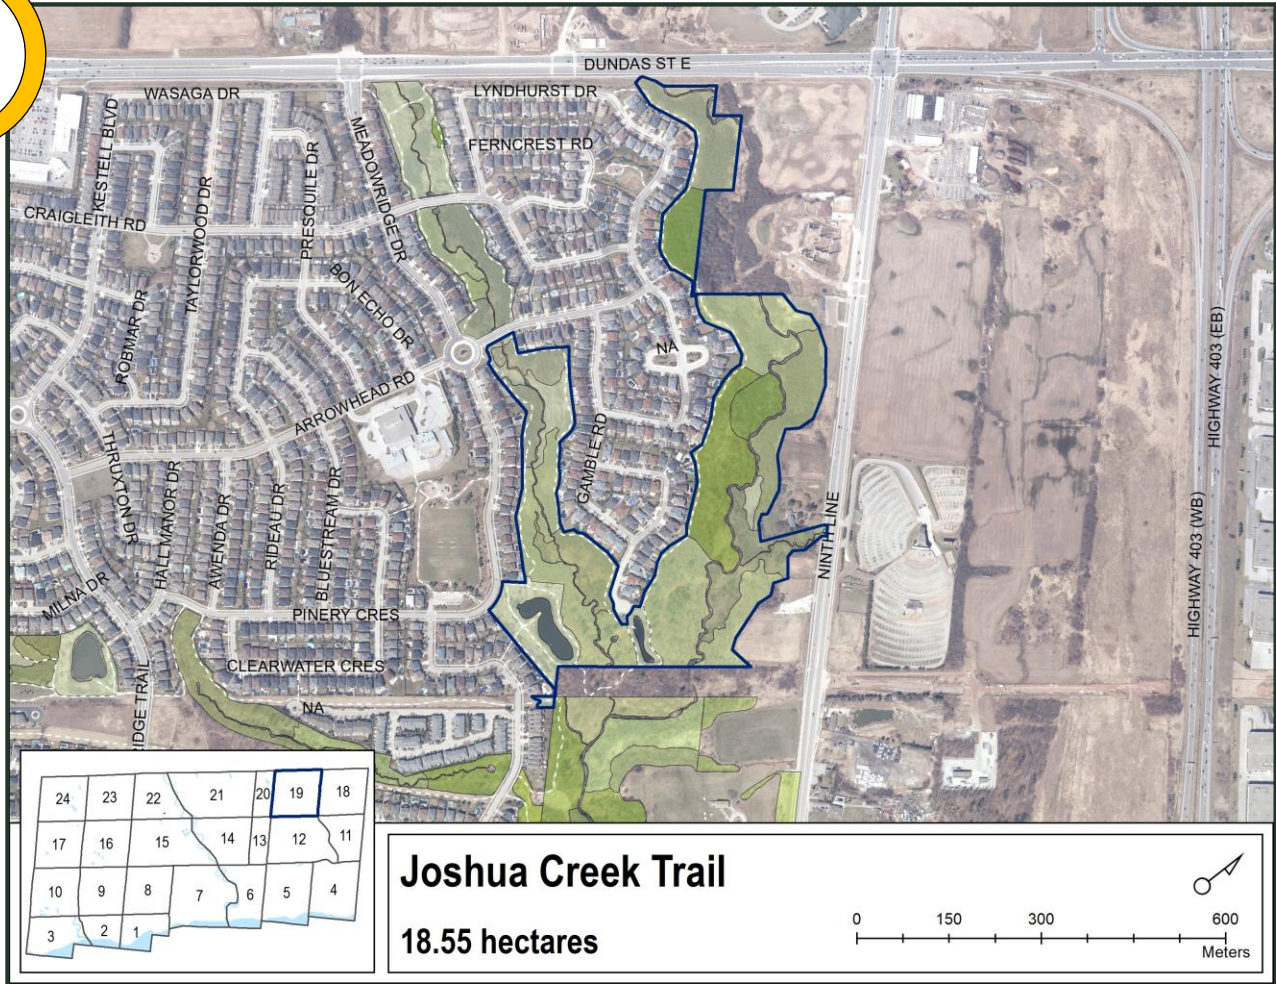 DUNDAS ST E
WASAGA DR
LYNDHURST DR
KESTELL BLVD
MEADOWRIDGE DR
FERNCREST RD
PRESQUILE DR
TAYLORWOOD DR
CRAIGLEITH RD
BON ECHO DR
ROBMAR DR
NA
HIGHWAY 403 (EB)
ARROWHEAD RD
GAMBLE RD
THRUXTON DR
HALLMANOR DR
AWENDA DR
RIDEAU DR
BLUESTREAM DR
NINTH LINE
HIGHWAY 403 (WB)
MILNA DR
PINERY CRES
CLEARWATER CRES
IDGE TRAIL
NA
24 23 22 21 20 19 18
17 16 15 14 13 12 11
10 9 8 7 6 5 4
3 2 1
Joshua Creek Trail
18.55 hectares
0 150 300 600
Meters